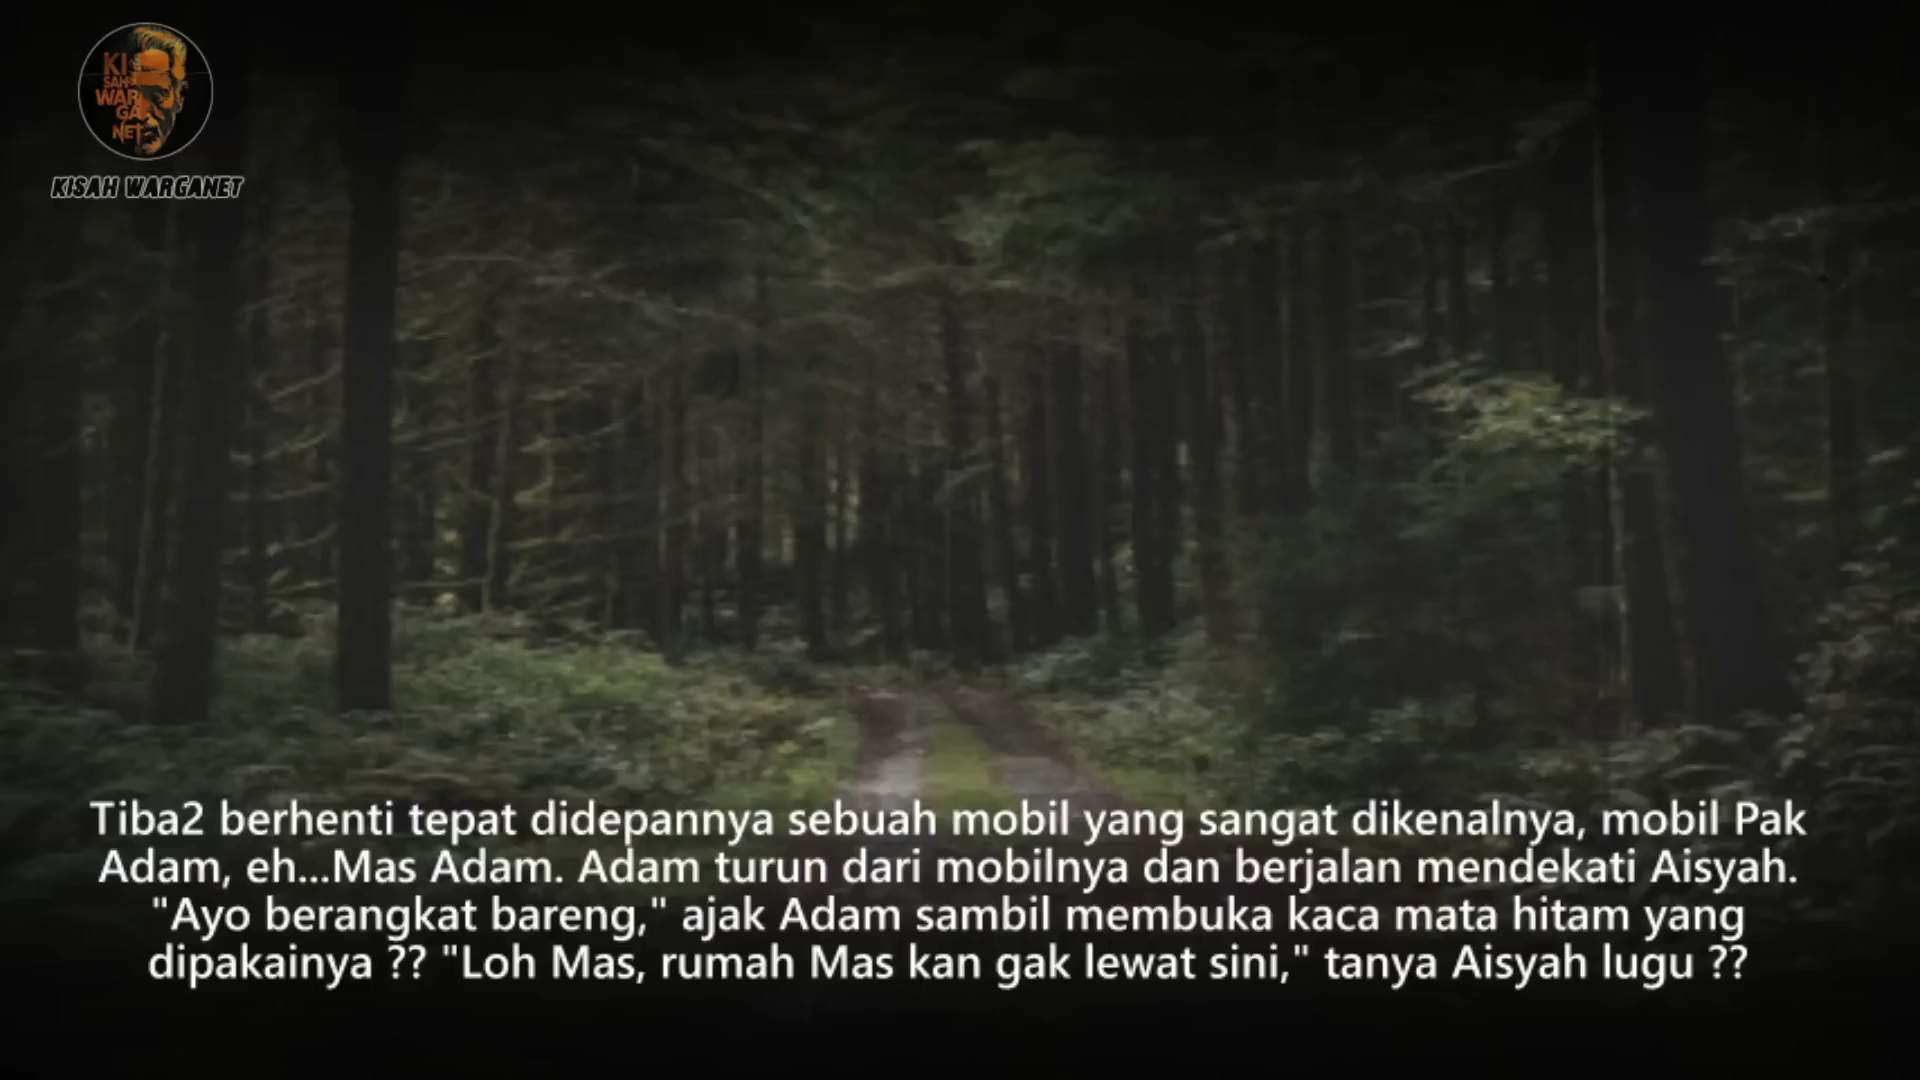 KI
SAH
WAR
GA
NET
KISAH WARGANET
Tiba2 berhenti tepat didepannya sebuah mobil yang sangat dikenalnya, mobil Pak
Adam, eh...Mas Adam. Adam turun dari mobilnya dan berjalan mendekati Aisyah.
"Ayo berangkat bareng," ajak Adam sambil membuka kaca mata hitam yang
dipakainya ?? "Loh Mas, rumah Mas kan gak lewat sini," tanya Aisyah lugu ??